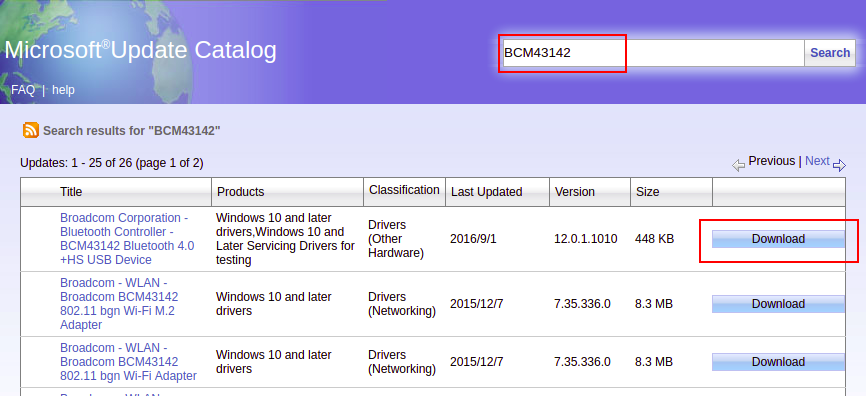 Microsoft®Update Catalog
BCM43142
Search
FAQ | help
Search results for "BCM43142"
Updates: 1 - 25 of 26 (page 1 of 2)
Previous | Next
Title Products Classification Last Updated Version Size
Broadcom Corporation -
Bluetooth Controller -
BCM43142 Bluetooth 4.0
+HS USB Device
Windows 10 and later
drivers,Windows 10 and
Later Servicing Drivers for
testing
Drivers
(Other
Hardware)
2016/9/1
12.0.1.1010
448 KB
Download
Broadcom - WLAN -
Broadcom BCM43142
802.11 bgn Wi-Fi M.2
Adapter
Windows 10 and later
drivers
Drivers
(Networking)
2015/12/7
7.35.336.0
8.3 MB
Download
Broadcom - WLAN -
Broadcom BCM43142
802.11 bgn Wi-Fi Adapter
Windows 10 and later
drivers
Drivers
(Networking)
2015/12/7
7.35.336.0
8.3 MB
Download